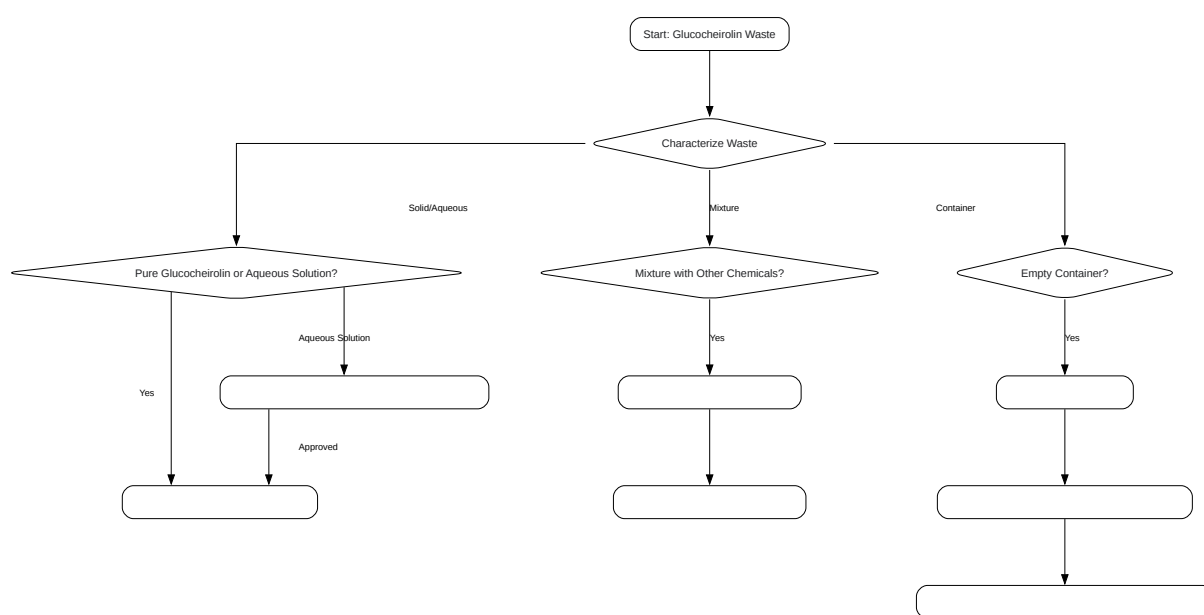 Start: Glucocheirolin Waste
Characterize Waste
Solid/Aqueous
Mixture
Container
Pure Glucocheirolin or Aqueous Solution?
Mixture with Other Chemicals?
Empty Container?
Aqueous Solution
Yes
Yes
Yes
Approved